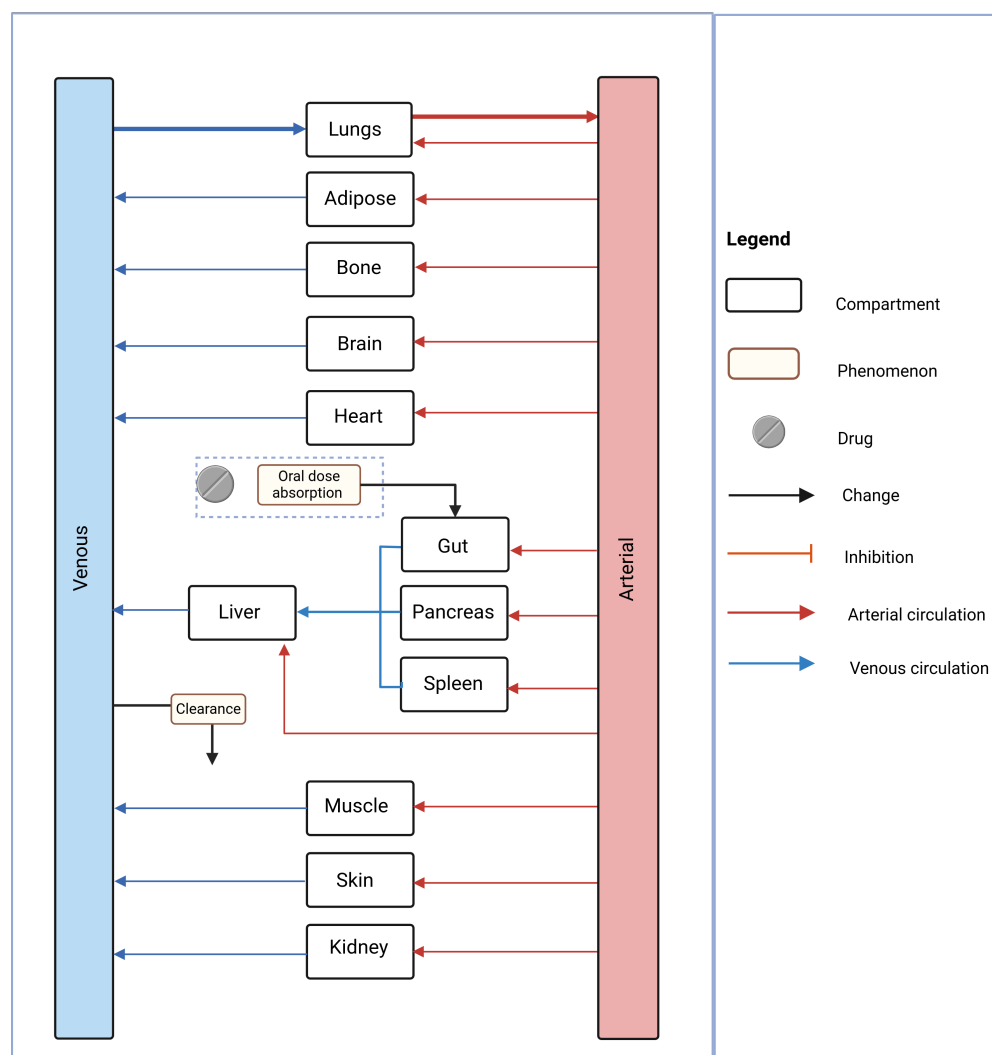 Lungs
Adipose
Bone
Brain
Heart
Oral dose
absorption
Gut
Venous
Arterial
Liver
Pancreas
Spleen
Clearance
Muscle
Skin
Kidney
Legend
Compartment
Phenomenon
Drug
Change
Inhibition
Arterial circulation
Venous circulation